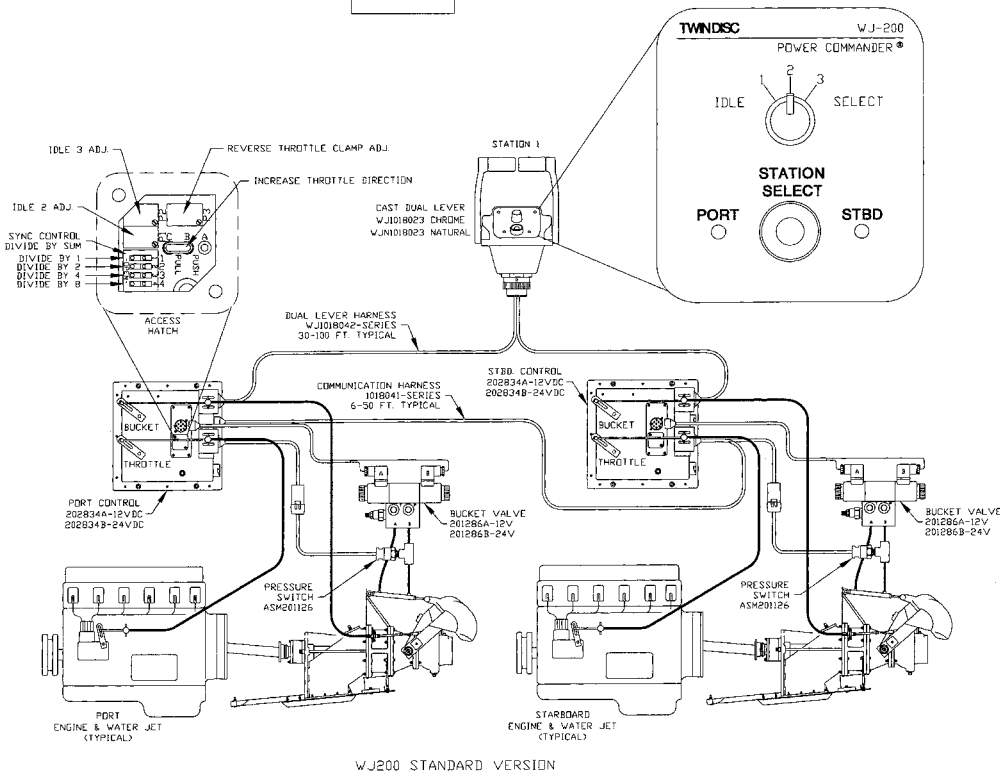 TWINDISC WJ-200
POWER COMMANDER®
1 2 3
IDLE SELECT
STATION
SELECT
PORT STBD
STATION 1
CAST DUAL LEVER
WJ1018023 CHROME
WJN1018023 NATURAL
IDLE 3 ADJ.
REVERSE THROTTLE CLAMP ADJ.
INCREASE THROTTLE DIRECTION
IDLE 2 ADJ.
SYNC CONTROL
DIVIDE BY SUM
DIVIDE BY 1
DIVIDE BY 2
DIVIDE BY 4
DIVIDE BY 8
C B A
PULL
PUSH
1
2
3
4
ACCESS
HATCH
DUAL LEVER HARNESS
WJ1018042-SERIES
30-100 FT. TYPICAL
COMMUNICATION HARNESS
1018041-SERIES
6-50 FT. TYPICAL
STBD. CONTROL
202834A-12VDC
202834B-24VDC
BUCKET
THROTTLE
BUCKET
THROTTLE
PORT CONTROL
202834A-12VDC
202834B-24VDC
A B
A B
BUCKET VALVE
201286A-12V
201286B-24V
A B
A B
BUCKET VALVE
201286A-12V
201286B-24V
PRESSURE
SWITCH
ASM201126
PRESSURE
SWITCH
ASM201126
PORT
ENGINE & WATER JET
(TYPICAL)
STARBOARD
ENGINE & WATER JET
(TYPICAL)
WJ200 STANDARD VERSION